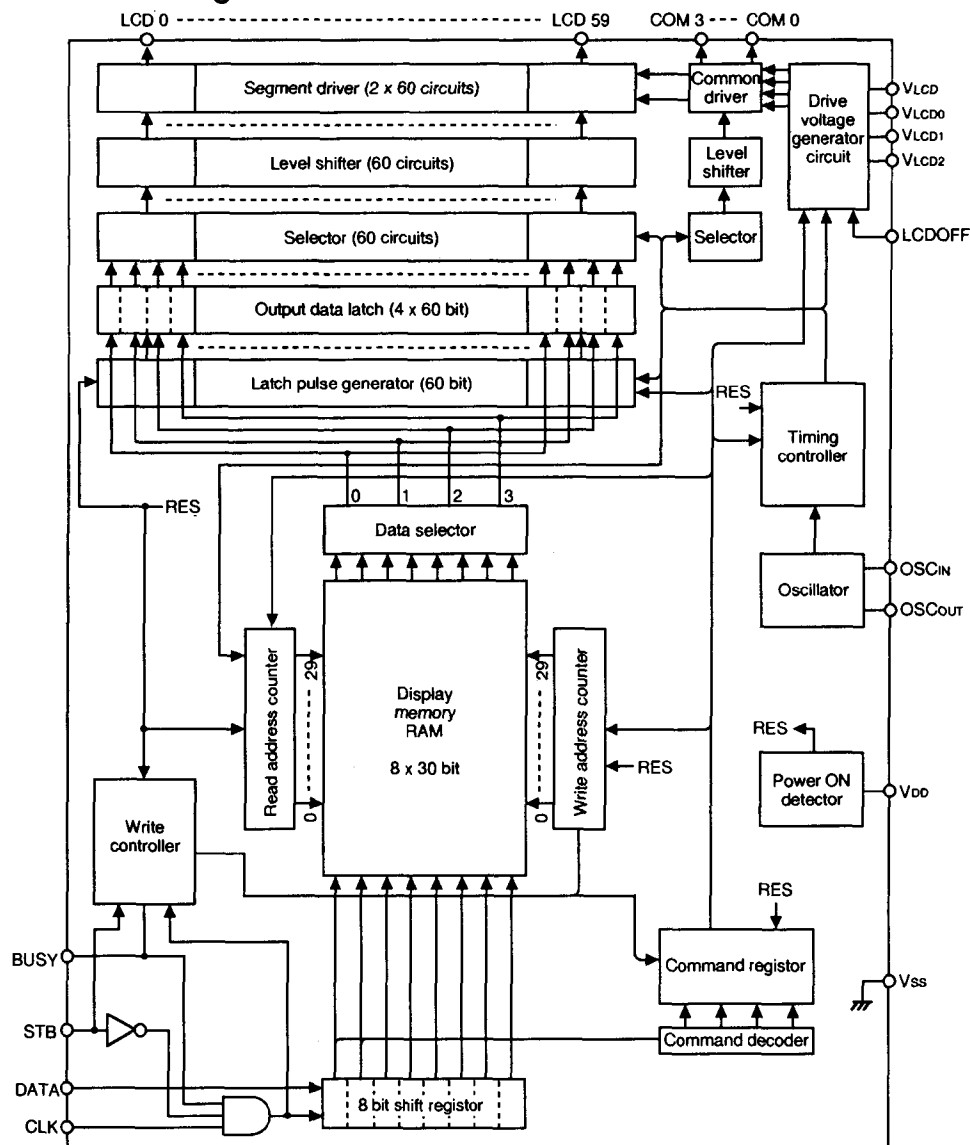 LCD 0 LCD 59 COM 3 COM 0
Segment driver (2 x 60 circuits)
Common
driver
Drive
voltage
generator
circuit
VLCD
VLCD0
VLCD1
VLCD2
Level shifter (60 circuits)
Level
shifter
Selector (60 circuits)
Selector
LCDOFF
Output data latch (4 x 60 bit)
Latch pulse generator (60 bit)
RES
Timing
controller
0 1 2 3
RES
Data selector
Oscillator
OSCIN
OSCOUT
Read address counter
29
0
Display
memory
RAM
8 x 30 bit
29
0
Write address counter
RES
RES
Power ON
detector
VDD
Write
controller
RES
Command registor
BUSY
VSS
STB
Command decoder
DATA
8 bit shift registor
CLK